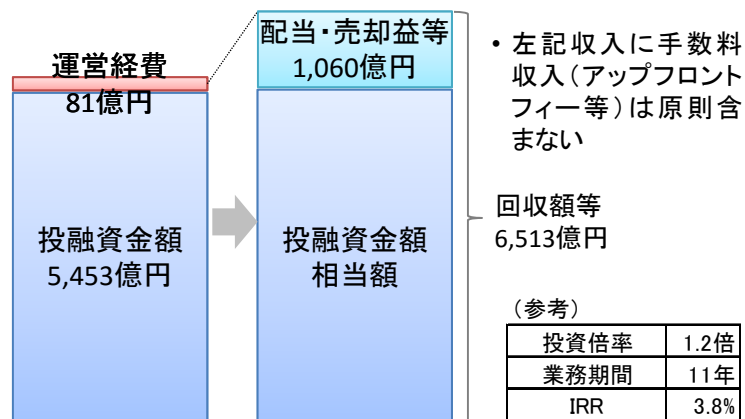 運営経費
81億円
投融資金額
5,453億円
配当・売却益等
1,060億円
投融資金額
相当額
• 左記収入に手数料
収入（アップフロント
フィー等）は原則含
まない
回収額等
6,513億円
（参考）
投資倍率 1.2倍
業務期間 11年
IRR 3.8%